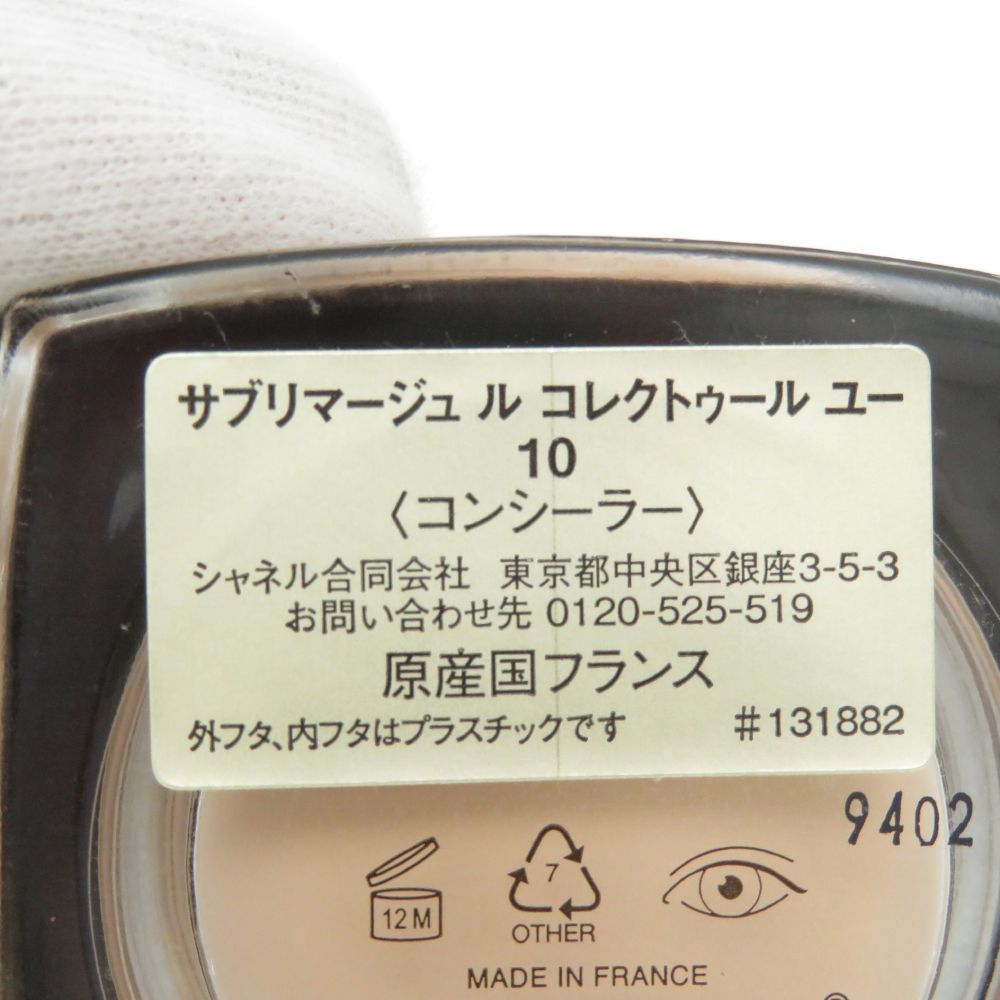 サブリマージュ ル コレクトゥール ユー
10
〈コンシーラー〉
シャネル合同会社 東京都中央区銀座3-5-3
お問い合わせ先 0120-525-519
原産国フランス
外フタ、内フタはプラスチックです #131882
9402
12 M
7
OTHER
MADE IN FRANCE